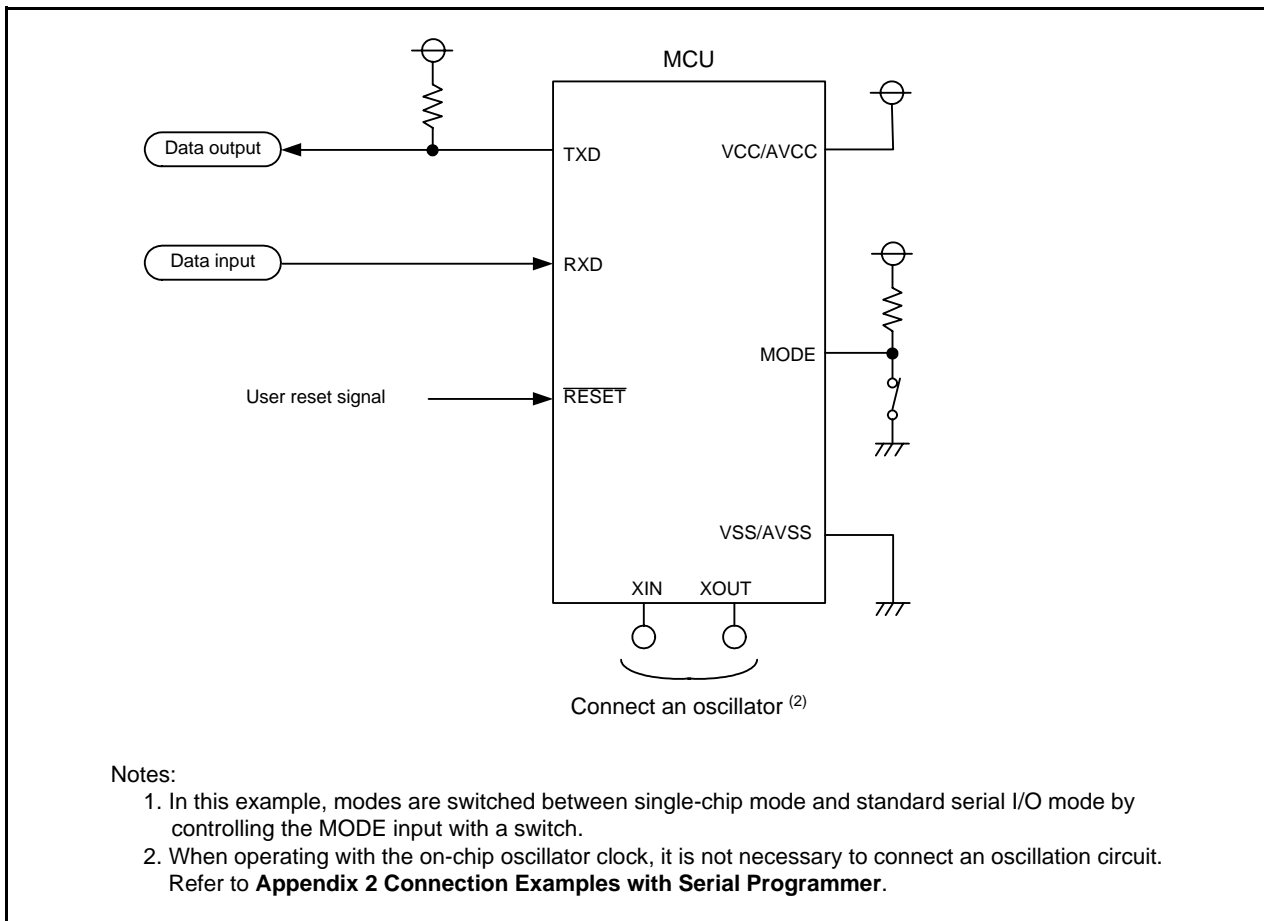 MCU
Data output
TXD
VCC/AVCC
Data input
RXD
MODE
User reset signal
RESET
VSS/AVSS
XIN
XOUT
Connect an oscillator (2)
Notes:
1. In this example, modes are switched between single-chip mode and standard serial I/O mode by
controlling the MODE input with a switch.
2. When operating with the on-chip oscillator clock, it is not necessary to connect an oscillation circuit.
Refer to Appendix 2 Connection Examples with Serial Programmer.